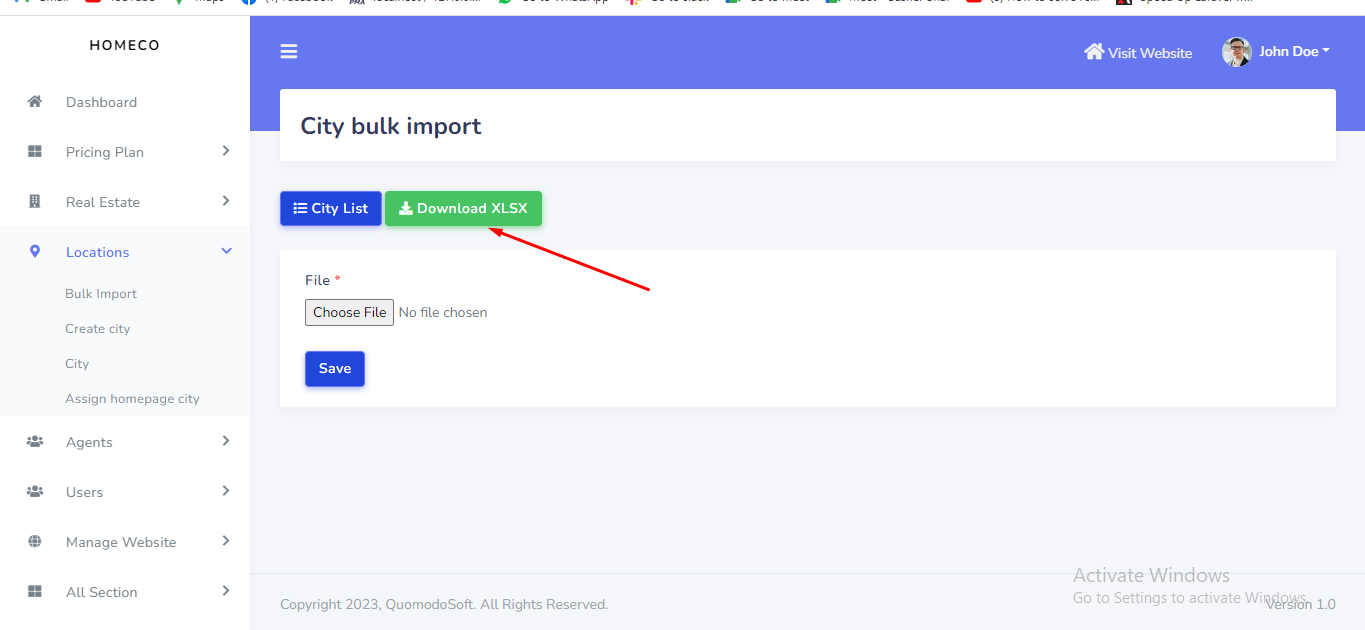 HOMECO
Visit Website
John Doe
Dashboard
Pricing Plan
Real Estate
Locations
Bulk Import
Create city
City
Assign homepage city
Agents
Users
Manage Website
All Section
City bulk import
City List
Download XLSX
File *
Choose File No file chosen
Save
Activate Windows
Go to Settings to activate Windows.
Copyright 2023, QuomodoSoft. All Rights Reserved.
Version 1.0